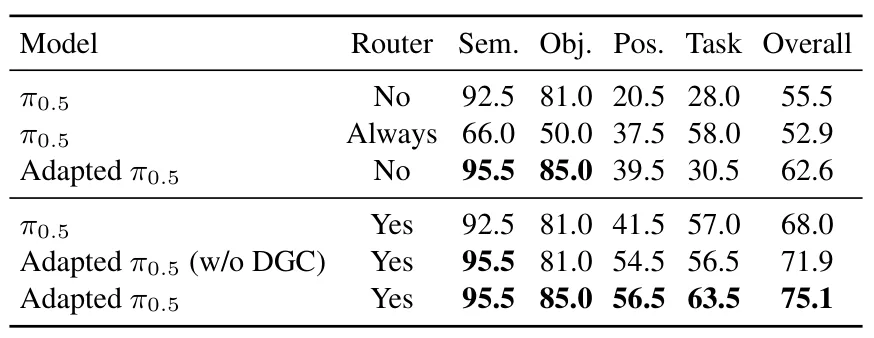 Model Router Sem. Obj. Pos. Task Overall
π0.5 No 92.5 81.0 20.5 28.0 55.5
π0.5 Always 66.0 50.0 37.5 58.0 52.9
Adapted π0.5 No 95.5 85.0 39.5 30.5 62.6
π0.5 Yes 92.5 81.0 41.5 57.0 68.0
Adapted π0.5 (w/o DGC) Yes 95.5 81.0 54.5 56.5 71.9
Adapted π0.5 Yes 95.5 85.0 56.5 63.5 75.1